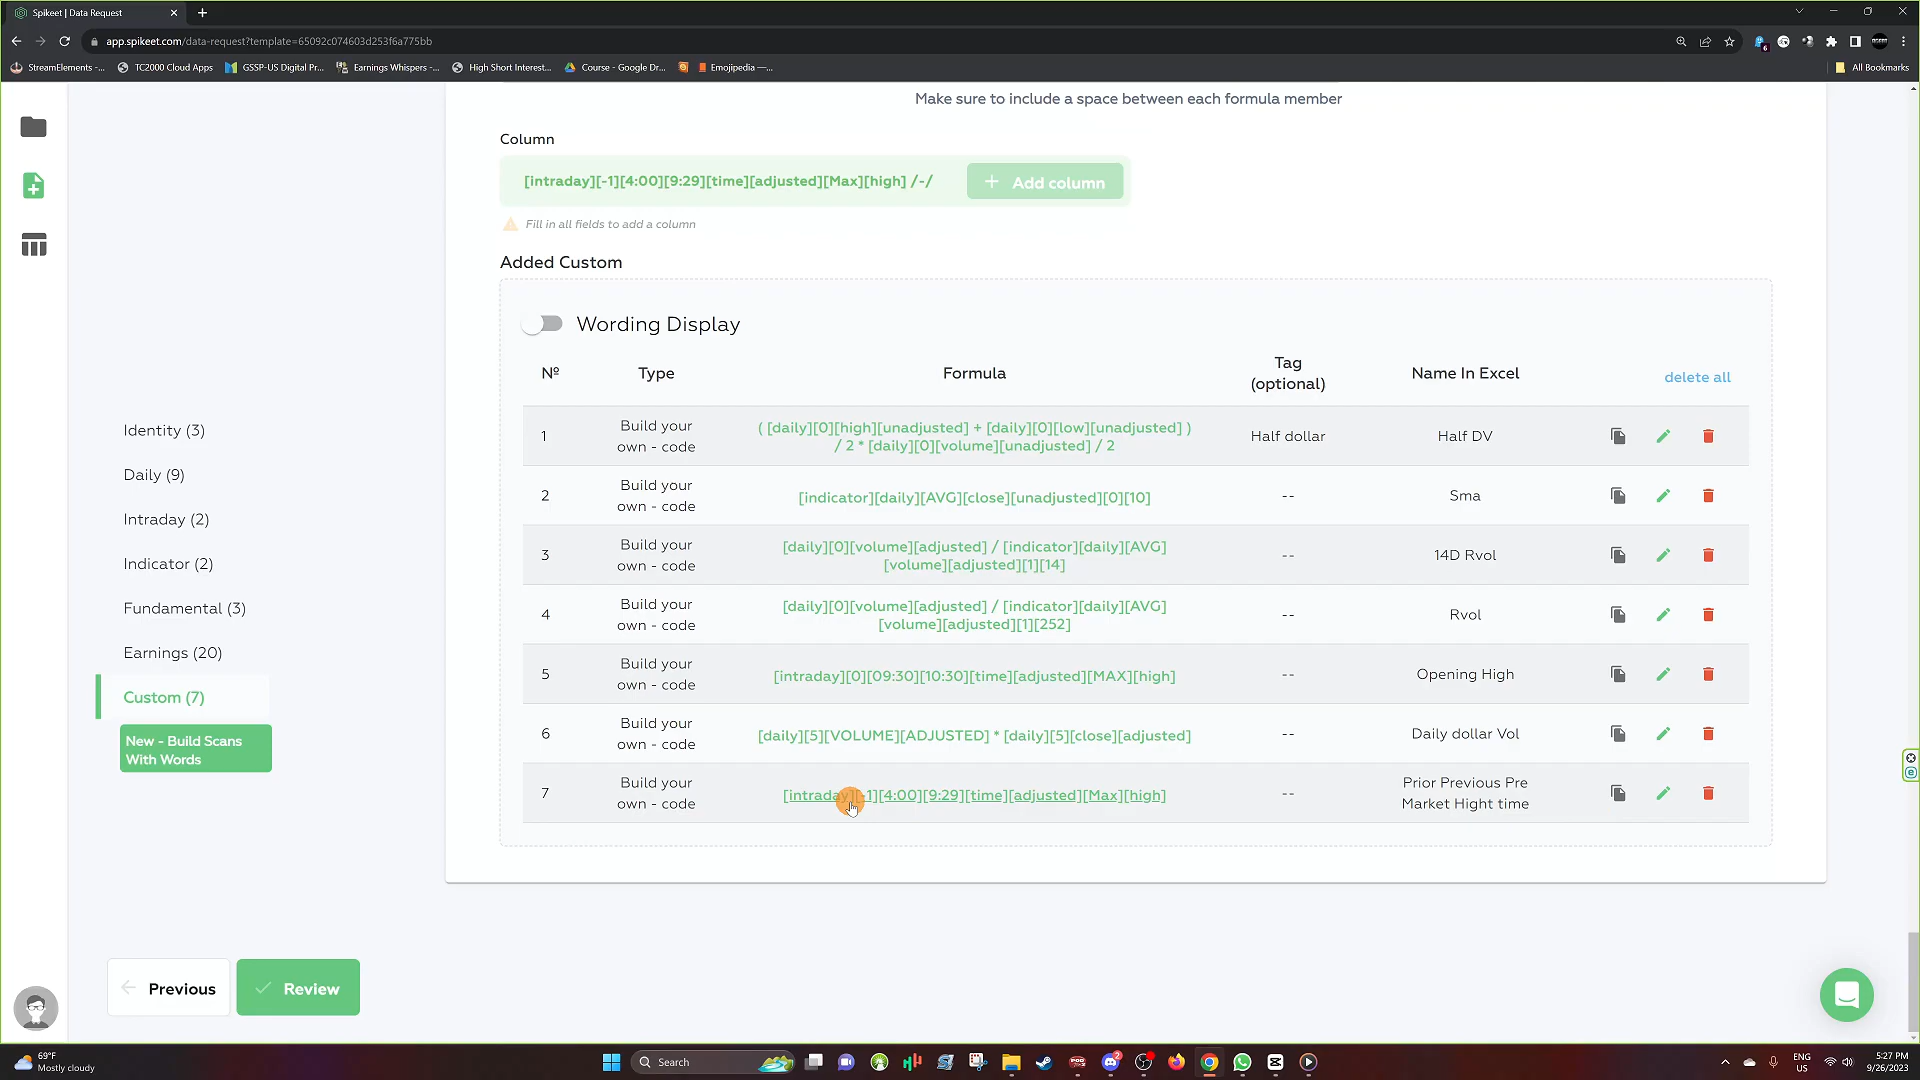 Spikeet | Data Request
app.spikeet.com/data-request?template=65092c074603d253f6a775bb
StreamElements -...
TC2000 Cloud Apps
GSSP-US Digital Pr...
Earnings Whispers -...
High Short Interest...
Course - Google Dr...
Emojipedia —...
All Bookmarks
Make sure to include a space between each formula member
Column
[intraday][-1][4:00][9:29][time][adjusted][Max][high] /-/
+ Add column
Fill in all fields to add a column
Added Custom
Wording Display
Nº
Type
Formula
Tag
(optional)
Name In Excel
delete all
1
Build your
own - code
( [daily][0][high][unadjusted] + [daily][0][low][unadjusted] )
/ 2 * [daily][0][volume][unadjusted] / 2
Half dollar
Half DV
2
Build your
own - code
[indicator][daily][AVG][close][unadjusted][0][10]
--
Sma
3
Build your
own - code
[daily][0][volume][adjusted] / [indicator][daily][AVG]
[volume][adjusted][1][14]
--
14D Rvol
4
Build your
own - code
[daily][0][volume][adjusted] / [indicator][daily][AVG]
[volume][adjusted][1][252]
--
Rvol
5
Build your
own - code
[intraday][0][09:30][10:30][time][adjusted][MAX][high]
--
Opening High
6
Build your
own - code
[daily][5][VOLUME][ADJUSTED] * [daily][5][close][adjusted]
--
Daily dollar Vol
7
Build your
own - code
[intraday][-1][4:00][9:29][time][adjusted][Max][high]
--
Prior Previous Pre
Market Hight time
Identity (3)
Daily (9)
Intraday (2)
Indicator (2)
Fundamental (3)
Earnings (20)
Custom (7)
New - Build Scans
With Words
Previous
Review
69°F
Mostly cloudy
Search
2
ENG
US
5:27 PM
9/26/2023